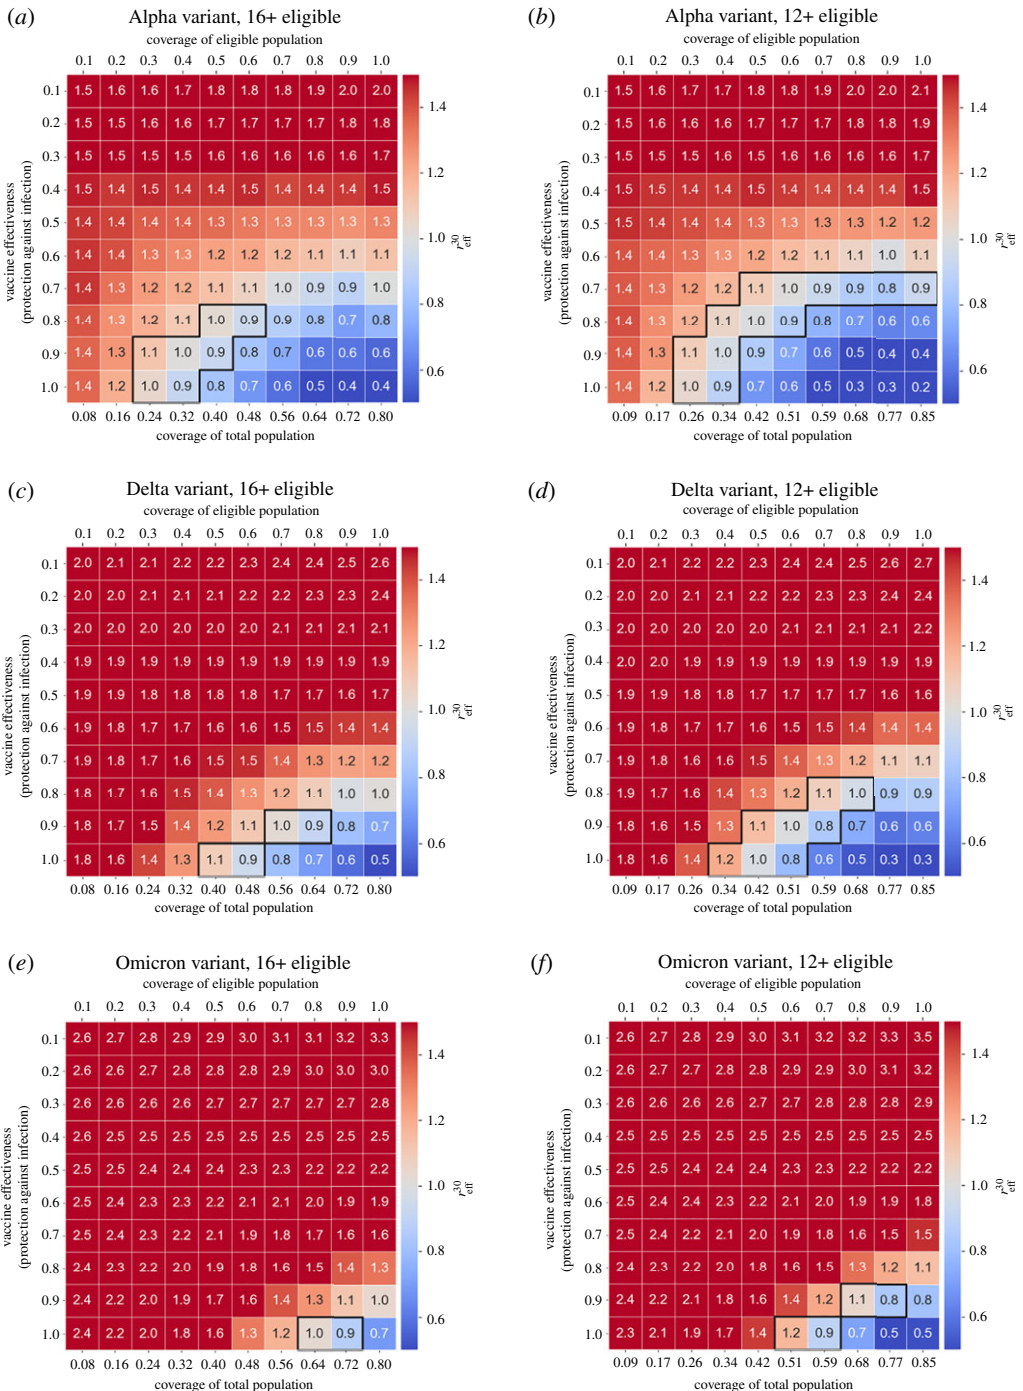 (a) Alpha variant, 16+ eligible
coverage of eligible population
0.1 0.2 0.3 0.4 0.5 0.6 0.7 0.8 0.9 1.0
vaccine effectiveness
(protection against infection)
0.1 1.5 1.6 1.6 1.7 1.8 1.8 1.9 2.0 2.0
0.2 1.5 1.5 1.6 1.6 1.7 1.7 1.7 1.7 1.8 1.8
0.3 1.5 1.5 1.5 1.5 1.6 1.6 1.6 1.6 1.6 1.7
0.4 1.5 1.4 1.4 1.4 1.5 1.4 1.4 1.4 1.4 1.5
0.5 1.4 1.4 1.4 1.4 1.3 1.3 1.3 1.3 1.3 1.3
0.6 1.4 1.4 1.3 1.3 1.2 1.2 1.2 1.1 1.1 1.1
0.7 1.4 1.3 1.2 1.2 1.1 1.1 1.0 0.9 0.9 1.0
0.8 1.4 1.3 1.2 1.1 1.0 0.9 0.9 0.8 0.7 0.8
0.9 1.4 1.3 1.1 1.0 0.9 0.8 0.7 0.6 0.6 0.6
1.0 1.4 1.2 1.0 0.9 0.8 0.7 0.6 0.5 0.4 0.4
0.08 0.16 0.24 0.32 0.40 0.48 0.56 0.64 0.72 0.80
coverage of total population
1.4
1.2
1.0
0.8
0.6
r30eff
(b) Alpha variant, 12+ eligible
coverage of eligible population
0.1 0.2 0.3 0.4 0.5 0.6 0.7 0.8 0.9 1.0
vaccine effectiveness
(protection against infection)
0.1 1.5 1.6 1.7 1.7 1.8 1.8 1.9 2.0 2.0 2.1
0.2 1.5 1.6 1.6 1.6 1.7 1.7 1.7 1.8 1.8 1.9
0.3 1.5 1.5 1.5 1.6 1.5 1.6 1.6 1.6 1.6 1.7
0.4 1.5 1.5 1.4 1.4 1.5 1.4 1.4 1.4 1.4 1.5
0.5 1.5 1.4 1.4 1.4 1.3 1.3 1.3 1.3 1.2 1.2
0.6 1.4 1.4 1.3 1.3 1.2 1.2 1.1 1.1 1.0 1.1
0.7 1.4 1.3 1.2 1.2 1.1 1.0 0.9 0.9 0.8 0.9
0.8 1.4 1.3 1.2 1.1 1.0 0.9 0.8 0.7 0.6 0.6
0.9 1.4 1.2 1.1 1.0 0.9 0.7 0.6 0.5 0.4 0.4
1.0 1.4 1.2 1.0 0.9 0.7 0.6 0.5 0.3 0.3 0.2
0.09 0.17 0.26 0.34 0.42 0.51 0.59 0.68 0.77 0.85
coverage of total population
1.4
1.2
1.0
0.8
0.6
r30eff
(c) Delta variant, 16+ eligible
coverage of eligible population
0.1 0.2 0.3 0.4 0.5 0.6 0.7 0.8 0.9 1.0
vaccine effectiveness
(protection against infection)
0.1 2.0 2.1 2.1 2.2 2.2 2.3 2.4 2.4 2.5 2.6
0.2 2.0 2.0 2.1 2.1 2.1 2.2 2.2 2.3 2.3 2.4
0.3 2.0 2.0 2.0 2.0 2.0 2.0 2.1 2.1 2.1 2.1
0.4 1.9 1.9 1.9 1.9 1.9 1.9 1.9 1.9 1.9 1.9
0.5 1.9 1.9 1.8 1.8 1.8 1.8 1.7 1.7 1.6 1.7
0.6 1.9 1.8 1.7 1.7 1.6 1.6 1.5 1.5 1.4 1.4
0.7 1.9 1.8 1.7 1.6 1.5 1.5 1.4 1.3 1.2 1.2
0.8 1.8 1.7 1.6 1.5 1.4 1.3 1.2 1.1 1.0 1.0
0.9 1.8 1.7 1.5 1.4 1.2 1.1 1.0 0.9 0.8 0.7
1.0 1.8 1.6 1.4 1.3 1.1 0.9 0.8 0.7 0.6 0.5
0.08 0.16 0.24 0.32 0.40 0.48 0.56 0.64 0.72 0.80
coverage of total population
1.4
1.2
1.0
0.8
0.6
r30eff
(d) Delta variant, 12+ eligible
coverage of eligible population
0.1 0.2 0.3 0.4 0.5 0.6 0.7 0.8 0.9 1.0
vaccine effectiveness
(protection against infection)
0.1 2.0 2.1 2.2 2.2 2.3 2.4 2.4 2.5 2.6 2.7
0.2 2.0 2.0 2.1 2.1 2.2 2.2 2.3 2.3 2.4 2.4
0.3 2.0 2.0 2.0 2.0 2.1 2.1 2.1 2.1 2.1 2.2
0.4 2.0 2.0 1.9 1.9 1.9 1.9 1.9 1.9 1.9 1.9
0.5 1.9 1.9 1.8 1.8 1.7 1.7 1.7 1.7 1.6 1.6
0.6 1.9 1.8 1.7 1.7 1.6 1.5 1.5 1.4 1.4 1.4
0.7 1.9 1.8 1.7 1.6 1.5 1.4 1.3 1.2 1.1 1.1
0.8 1.9 1.7 1.6 1.4 1.3 1.2 1.1 1.0 0.9 0.9
0.9 1.8 1.6 1.5 1.3 1.1 1.0 0.8 0.7 0.6 0.6
1.0 1.8 1.6 1.4 1.2 1.0 0.8 0.6 0.5 0.3 0.3
0.09 0.17 0.26 0.34 0.42 0.51 0.59 0.68 0.77 0.85
coverage of total population
1.4
1.2
1.0
0.8
0.6
r30eff
(e) Omicron variant, 16+ eligible
coverage of eligible population
0.1 0.2 0.3 0.4 0.5 0.6 0.7 0.8 0.9 1.0
vaccine effectiveness
(protection against infection)
0.1 2.6 2.7 2.8 2.9 2.9 3.0 3.1 3.1 3.2 3.3
0.2 2.6 2.6 2.7 2.8 2.8 2.8 2.9 3.0 3.0 3.0
0.3 2.6 2.6 2.6 2.6 2.7 2.7 2.7 2.7 2.7 2.8
0.4 2.6 2.5 2.5 2.5 2.5 2.5 2.5 2.5 2.5 2.5
0.5 2.5 2.5 2.4 2.4 2.4 2.3 2.3 2.2 2.2 2.2
0.6 2.5 2.4 2.3 2.3 2.2 2.1 2.1 2.0 1.9 1.9
0.7 2.5 2.4 2.3 2.2 2.1 1.9 1.8 1.7 1.6 1.6
0.8 2.4 2.3 2.2 2.0 1.9 1.8 1.6 1.5 1.4 1.3
0.9 2.4 2.2 2.0 1.9 1.7 1.6 1.4 1.3 1.1 1.0
1.0 2.4 2.2 2.0 1.8 1.6 1.3 1.2 1.0 0.9 0.7
0.08 0.16 0.24 0.32 0.40 0.48 0.56 0.64 0.72 0.80
coverage of total population
1.4
1.2
1.0
0.8
0.6
r30eff
(f) Omicron variant, 12+ eligible
coverage of eligible population
0.1 0.2 0.3 0.4 0.5 0.6 0.7 0.8 0.9 1.0
vaccine effectiveness
(protection against infection)
0.1 2.6 2.7 2.8 2.9 3.0 3.1 3.2 3.2 3.3 3.5
0.2 2.6 2.7 2.7 2.8 2.8 2.9 2.9 3.0 3.1 3.2
0.3 2.6 2.6 2.6 2.6 2.7 2.7 2.8 2.8 2.8 2.9
0.4 2.5 2.5 2.5 2.5 2.5 2.5 2.5 2.5 2.5 2.5
0.5 2.5 2.5 2.4 2.4 2.4 2.3 2.3 2.2 2.2 2.2
0.6 2.5 2.4 2.4 2.3 2.2 2.1 2.0 1.9 1.9 1.8
0.7 2.5 2.4 2.2 2.1 2.0 1.9 1.8 1.6 1.5 1.5
0.8 2.4 2.3 2.2 2.0 1.8 1.6 1.5 1.3 1.2 1.1
0.9 2.4 2.2 2.1 1.8 1.6 1.4 1.2 1.1 0.8 0.8
1.0 2.3 2.1 1.9 1.7 1.4 1.2 0.9 0.7 0.5 0.5
0.09 0.17 0.26 0.34 0.42 0.51 0.59 0.68 0.77 0.85
coverage of total population
1.4
1.2
1.0
0.8
0.6
r30eff